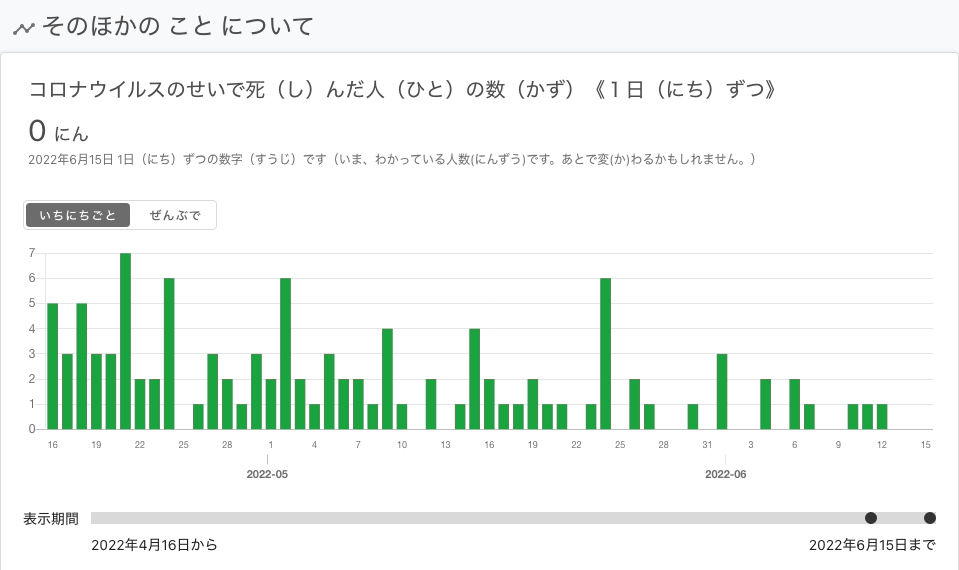 そのほかの こと について
コロナウイルスのせいで死（し）んだ人（ひと）の数（かず）《１日（にち）ずつ》
0 にん
2022年6月15日 1日（にち）ずつの数字（すうじ）です（いま、わかっている人数(にんずう)です。あとで変(か)わるかもしれません。）
いちにちごと ぜんぶで
7
6
5
4
3
2
1
0
16 19 22 25 28 1 4 7 10 13 16 19 22 25 28 31 3 6 9 12 15
2022-05 2022-06
表示期間
2022年4月16日から 2022年6月15日まで